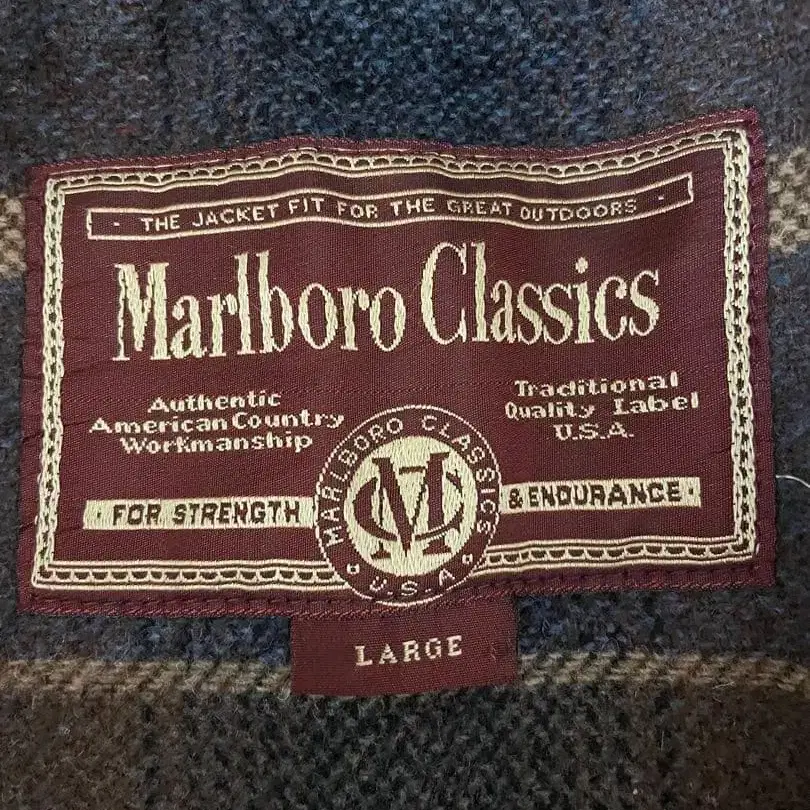 · THE JACKET FIT FOR THE GREAT OUTDOORS ·
Marlboro Classics
Authentic
American Country
Workmanship
Traditional
Quality Label
U.S.A.
· FOR STRENGTH
& ENDURANCE ·
MARLBORO CLASSICS
MC
U.S.A
LARGE